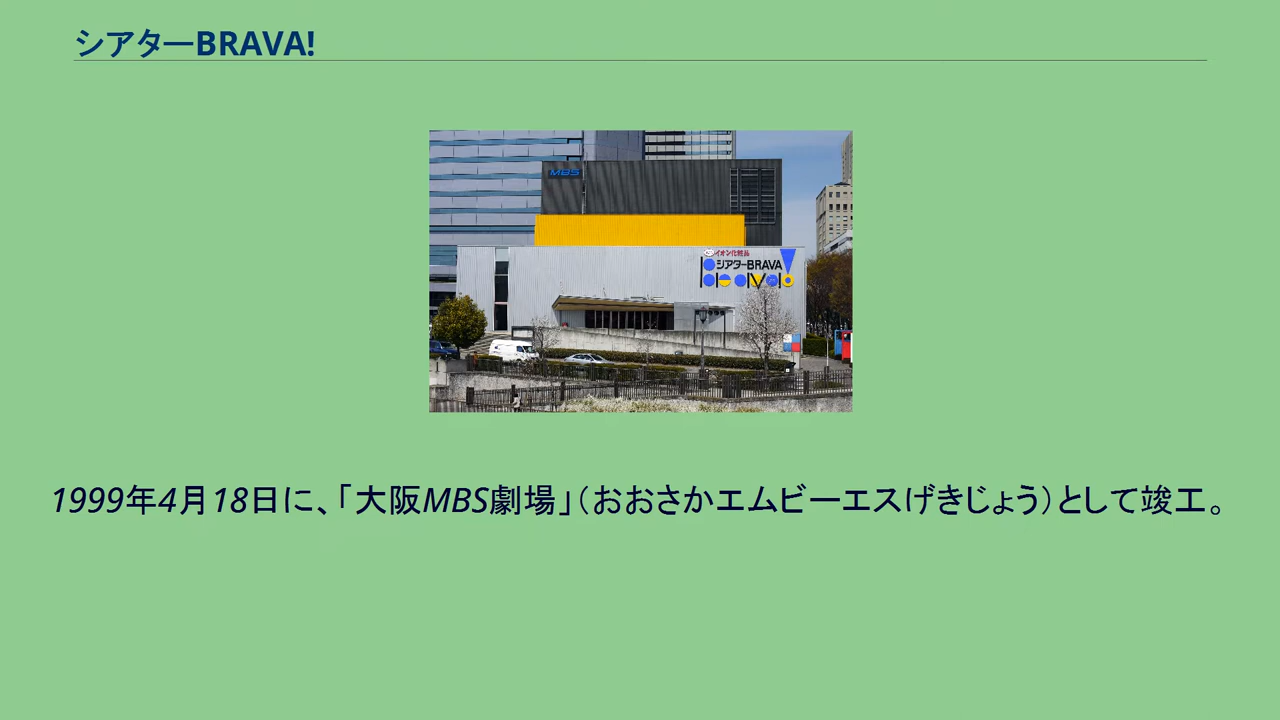 シアターBRAVA!
MBS
イオン化粧品
シアターBRAVA
1999年4月18日に、「大阪MBS劇場」（おおさかエムビーエスげきじょう）として竣工。